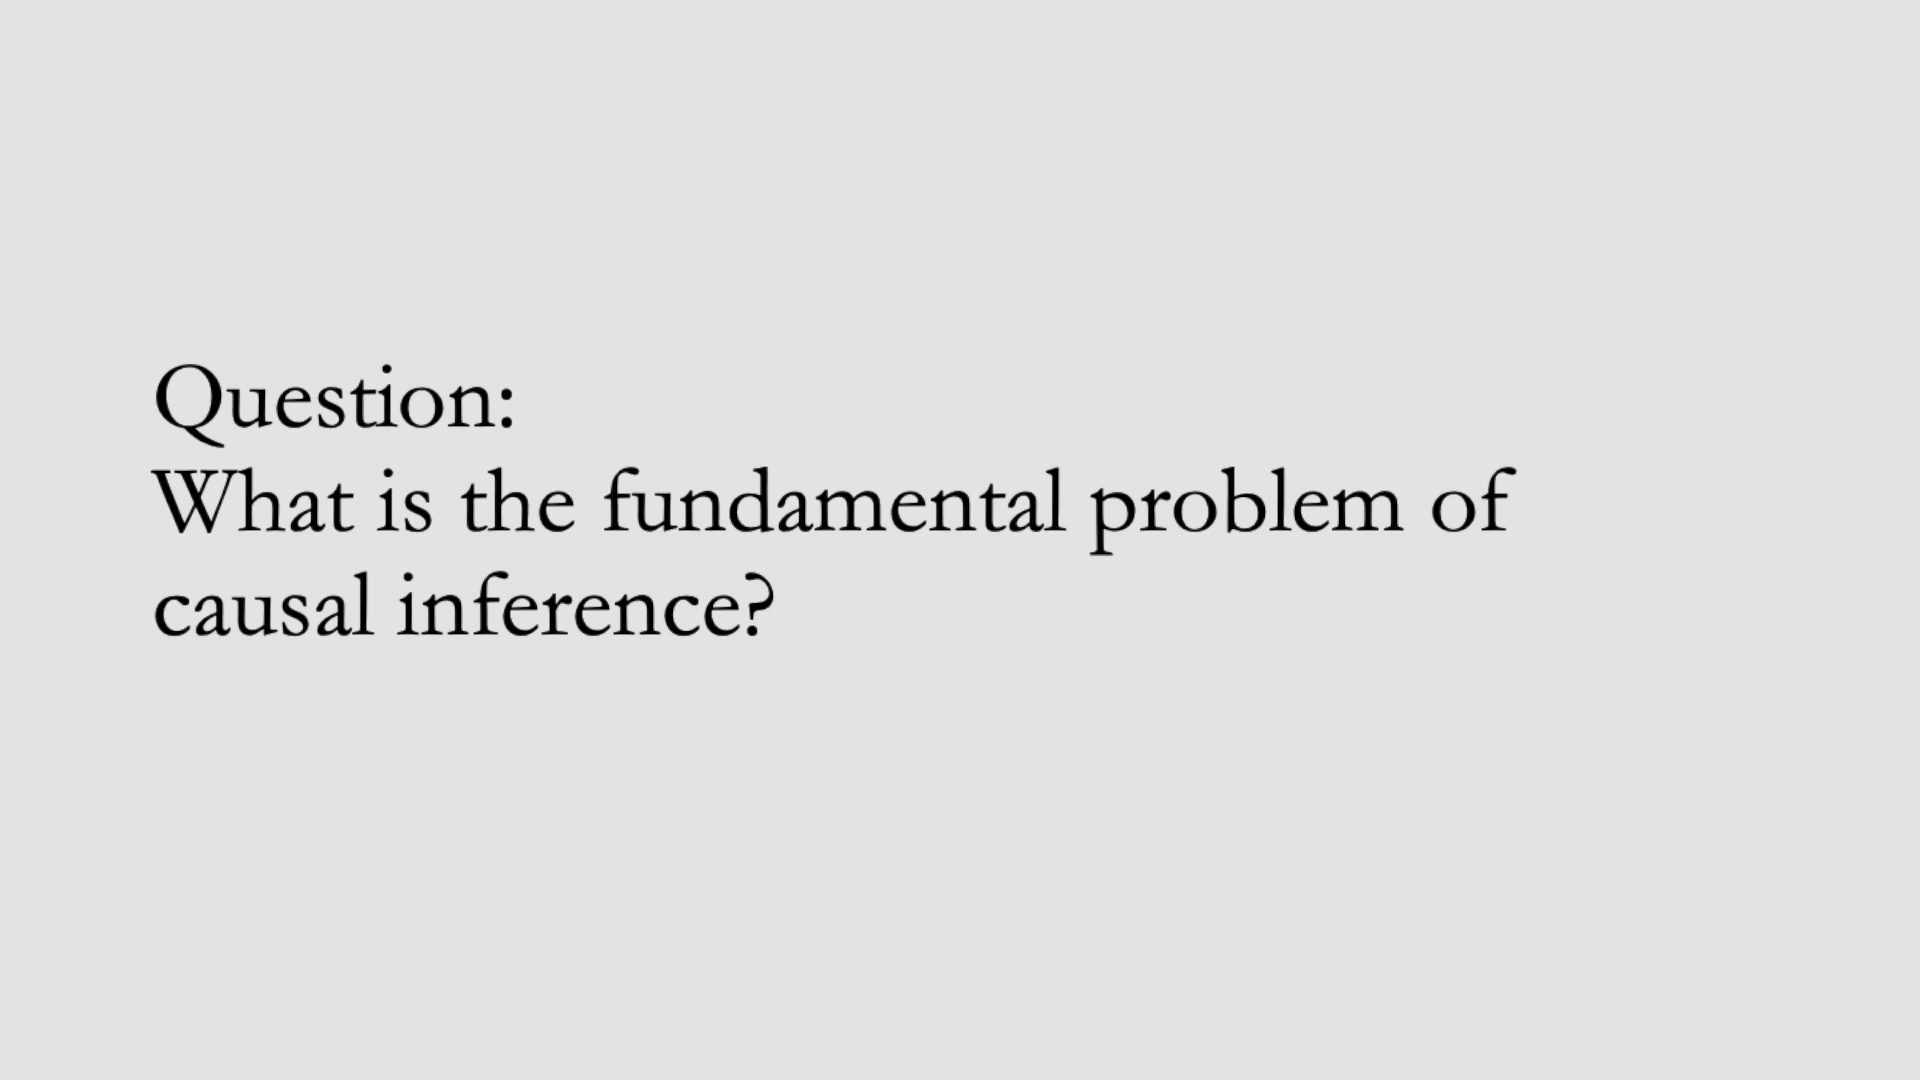 Question:
What is the fundamental problem of
causal inference?